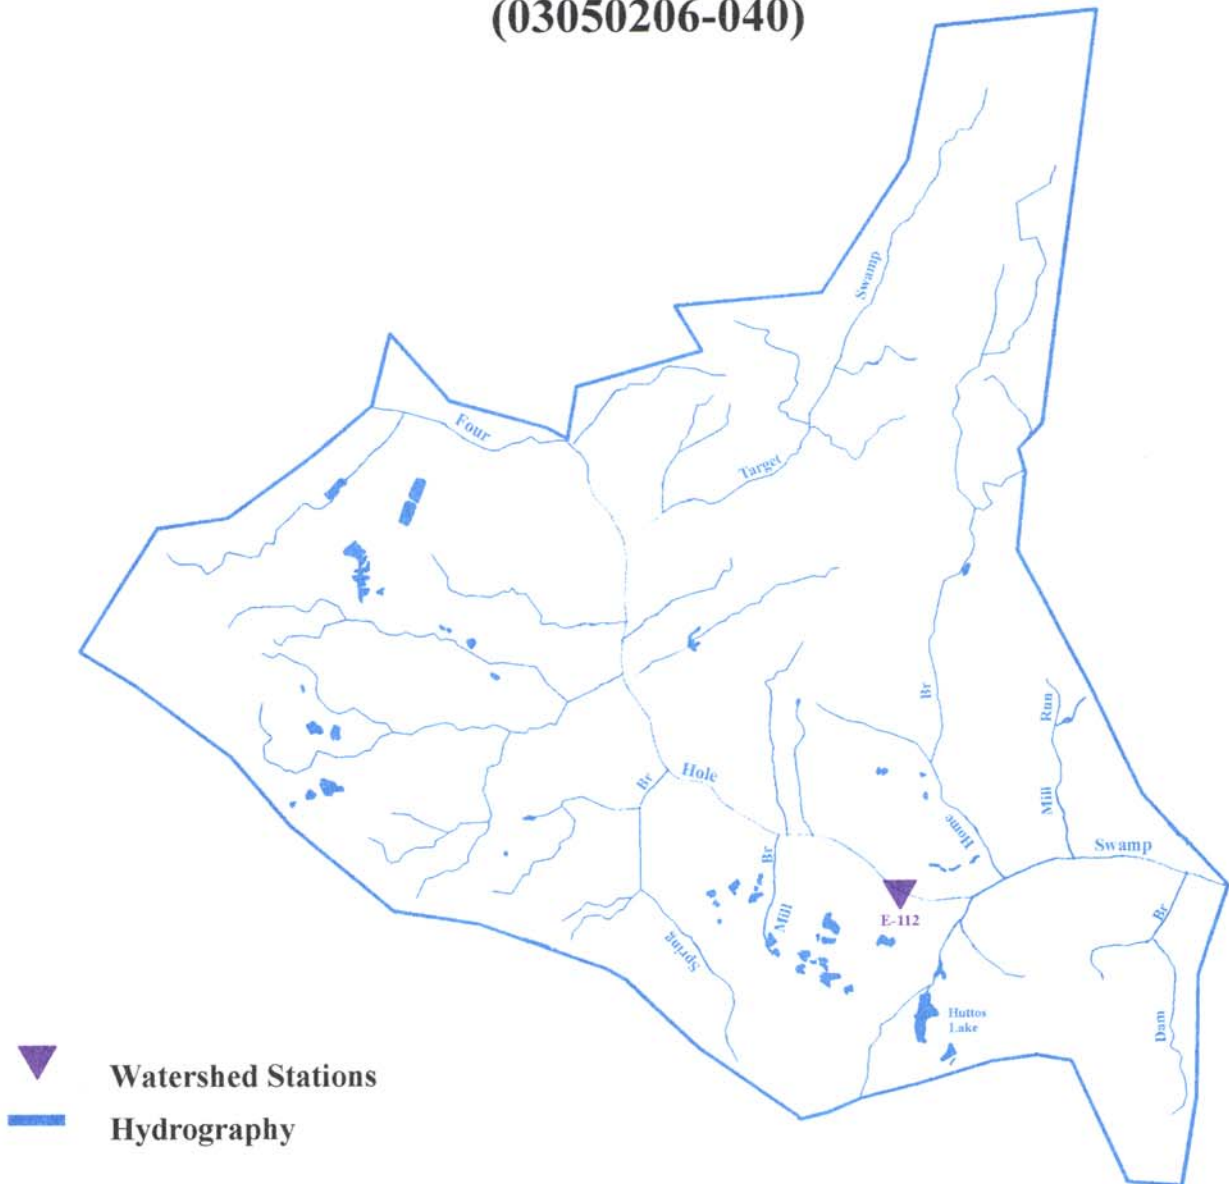 (03050206-040)
Swamp
Four
Target
Br
Run
Hole
Br
Mill
Home
Swamp
Br
Mill
E-112
Br
Spring
Huttos
Lake
Dam
Watershed Stations
Hydrography